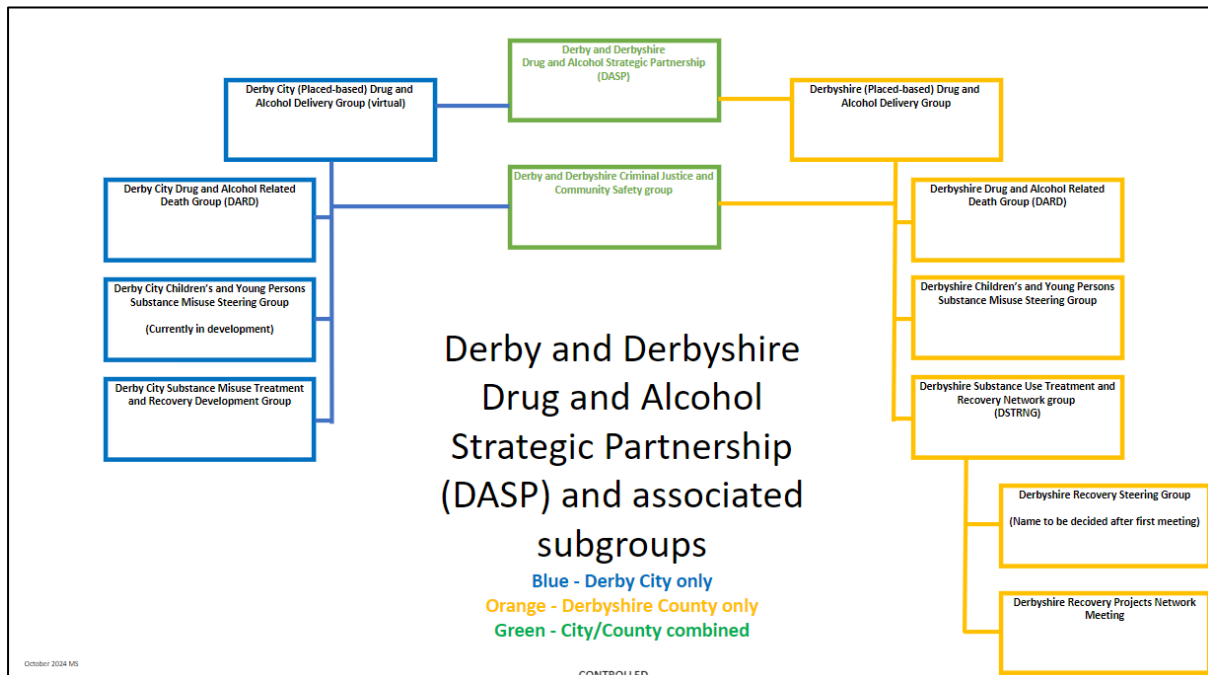 Derby and Derbyshire
Drug and Alcohol Strategic Partnership
(DASP)
Derby City (Placed-based) Drug and
Alcohol Delivery Group (virtual)
Derbyshire (Placed-based) Drug and
Alcohol Delivery Group
Derby and Derbyshire Criminal Justice and
Community Safety group
Derby City Drug and Alcohol Related
Death Group (DARD)
Derbyshire Drug and Alcohol Related
Death Group (DARD)
Derby City Children's and Young Persons
Substance Misuse Steering Group
(Currently in development)
Derbyshire Children's and Young Persons
Substance Misuse Steering Group
Derby City Substance Misuse Treatment
and Recovery Development Group
Derbyshire Substance Use Treatment and
Recovery Network group
(DSTRNG)
Derbyshire Recovery Steering Group
(Name to be decided after first meeting)
Derbyshire Recovery Projects Network
Meeting
Derby and Derbyshire
Drug and Alcohol
Strategic Partnership
(DASP) and associated
subgroups
Blue - Derby City only
Orange - Derbyshire County only
Green - City/County combined
October 2024 MS
CONTROLLED